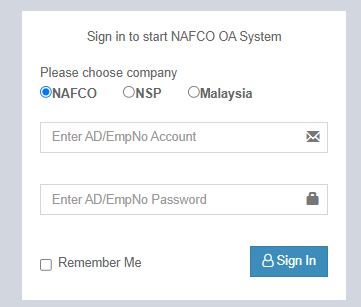 Sign in to start NAFCO OA System
Please choose company
NAFCO NSP Malaysia
Enter AD/EmpNo Account
Enter AD/EmpNo Password
Remember Me
Sign In